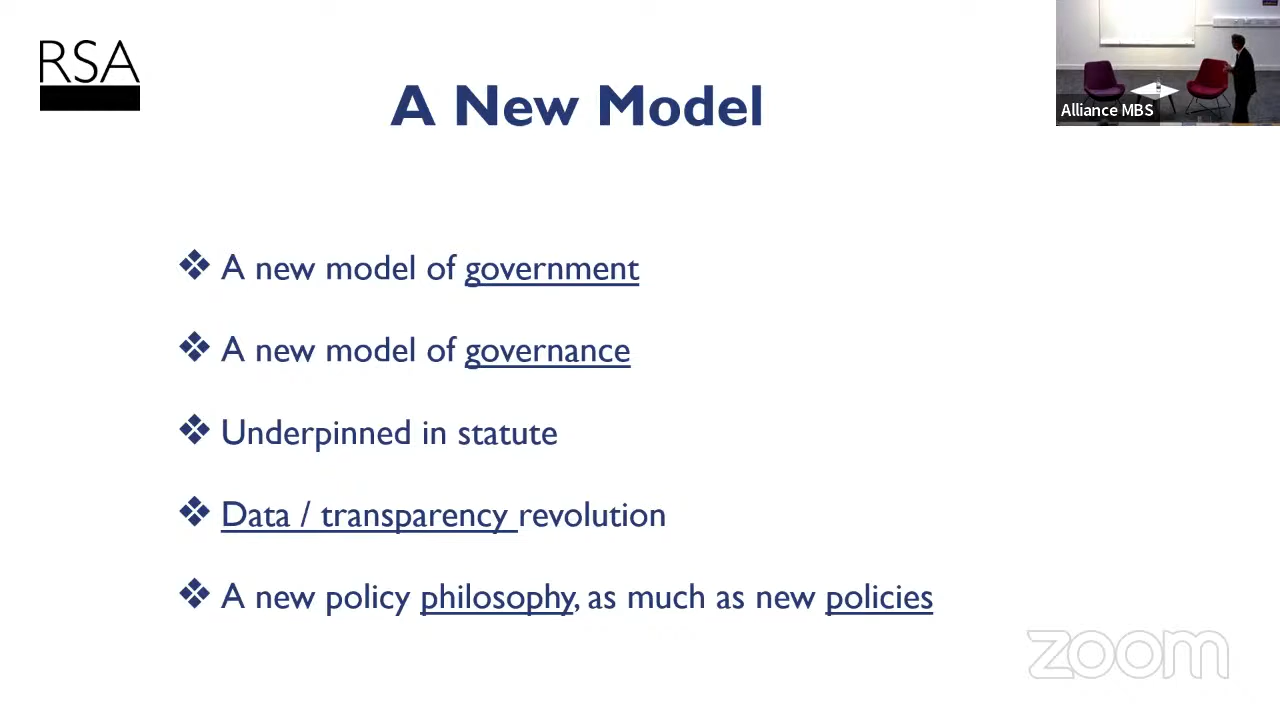 RSA
A New Model
Alliance MBS
❖ A new model of government
❖ A new model of governance
❖ Underpinned in statute
❖ Data / transparency revolution
❖ A new policy philosophy, as much as new policies
zoom